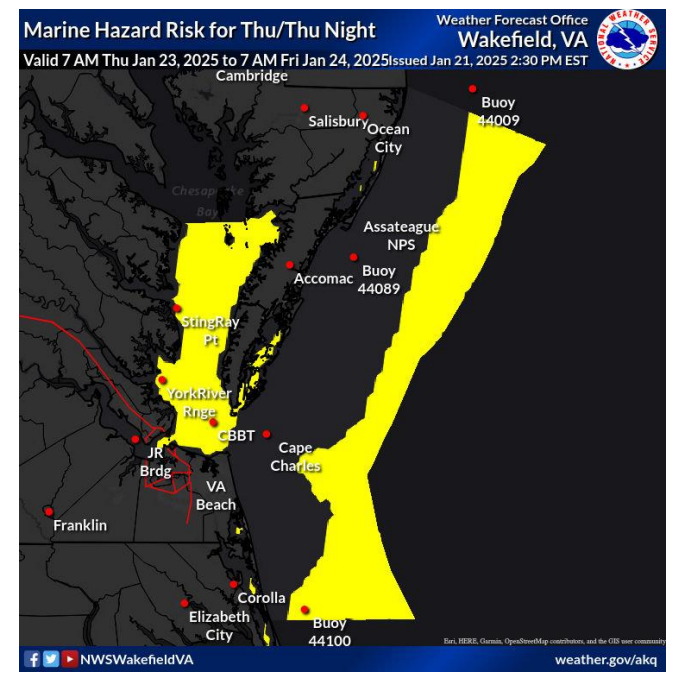 Marine Hazard Risk for Thu/Thu Night
Weather Forecast Office
Wakefield, VA
Valid 7 AM Thu Jan 23, 2025 to 7 AM Fri Jan 24, 2025
Issued Jan 21, 2025 2:30 PM EST
NATIONAL WEATHER SERVICE
Cambridge
Buoy
44009
Salisbury
Ocean
City
Chesapeake
Bay
Assateague
NPS
Accomac
Buoy
44089
StingRay
Pt
YorkRiver
Rnge
CBBT
Cape
Charles
JR
Brdg
VA
Beach
Franklin
Corolla
Elizabeth
City
Buoy
44100
Esri, HERE, Garmin, OpenStreetMap contributors, and the GIS user community
NWSWakefieldVA
weather.gov/akq